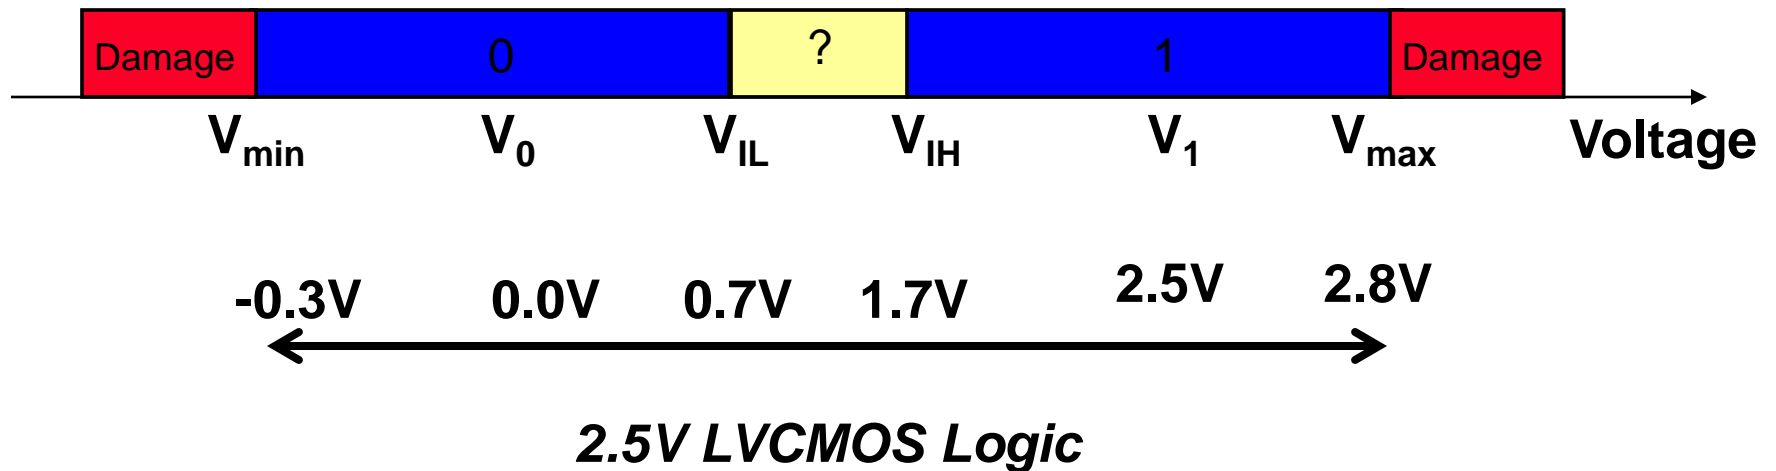 Damage 0 ? 1 Damage
Vmin V0 VIL VIH V1 Vmax Voltage
-0.3V 0.0V 0.7V 1.7V 2.5V 2.8V
2.5V LVCMOS Logic